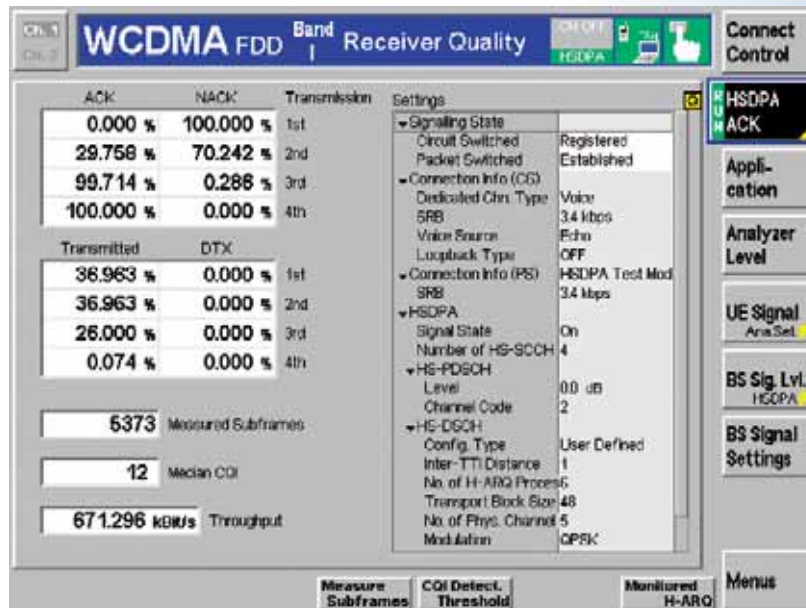 WCDMA FDD Band I Receiver Quality
CM OFF
HSDPA
Connect Control
ACK NACK Transmission
0.000 % 100.000 % 1st
29.758 % 70.242 % 2nd
99.714 % 0.286 % 3rd
100.000 % 0.000 % 4th
Transmitted DTX
36.963 % 0.000 % 1st
36.963 % 0.000 % 2nd
26.000 % 0.000 % 3rd
0.074 % 0.000 % 4th
5373 Measured Subframes
12 Median CQI
671.296 kBit/s Throughput
Settings
Signalling State
Circuit Switched Registered
Packet Switched Established
Connection Info (CS)
Dedicated Chn. Type Voice
SRB 3.4 kbps
Voice Source Echo
Loopback Type OFF
Connection Info (PS) HSDPA Test Mod
SRB 3.4 kbps
HSDPA
Signal State On
Number of HS-SCCH 4
HS-PDSCH
Level 0.0 dB
Channel Code 2
HS-DSCH
Config. Type User Defined
Inter-TTI Distance 1
No. of H-ARQ Proces 6
Transport Block Size 48
No. of Phys. Channel 5
Modulation QPSK
RUN
HSDPA ACK
Appli-
cation
Analyzer
Level
UE Signal
Ana.Set.
BS Sig. Lvl.
HSDPA
BS Signal
Settings
Menus
Measure Subframes
CQI Detect. Threshold
Monitored H-ARQ